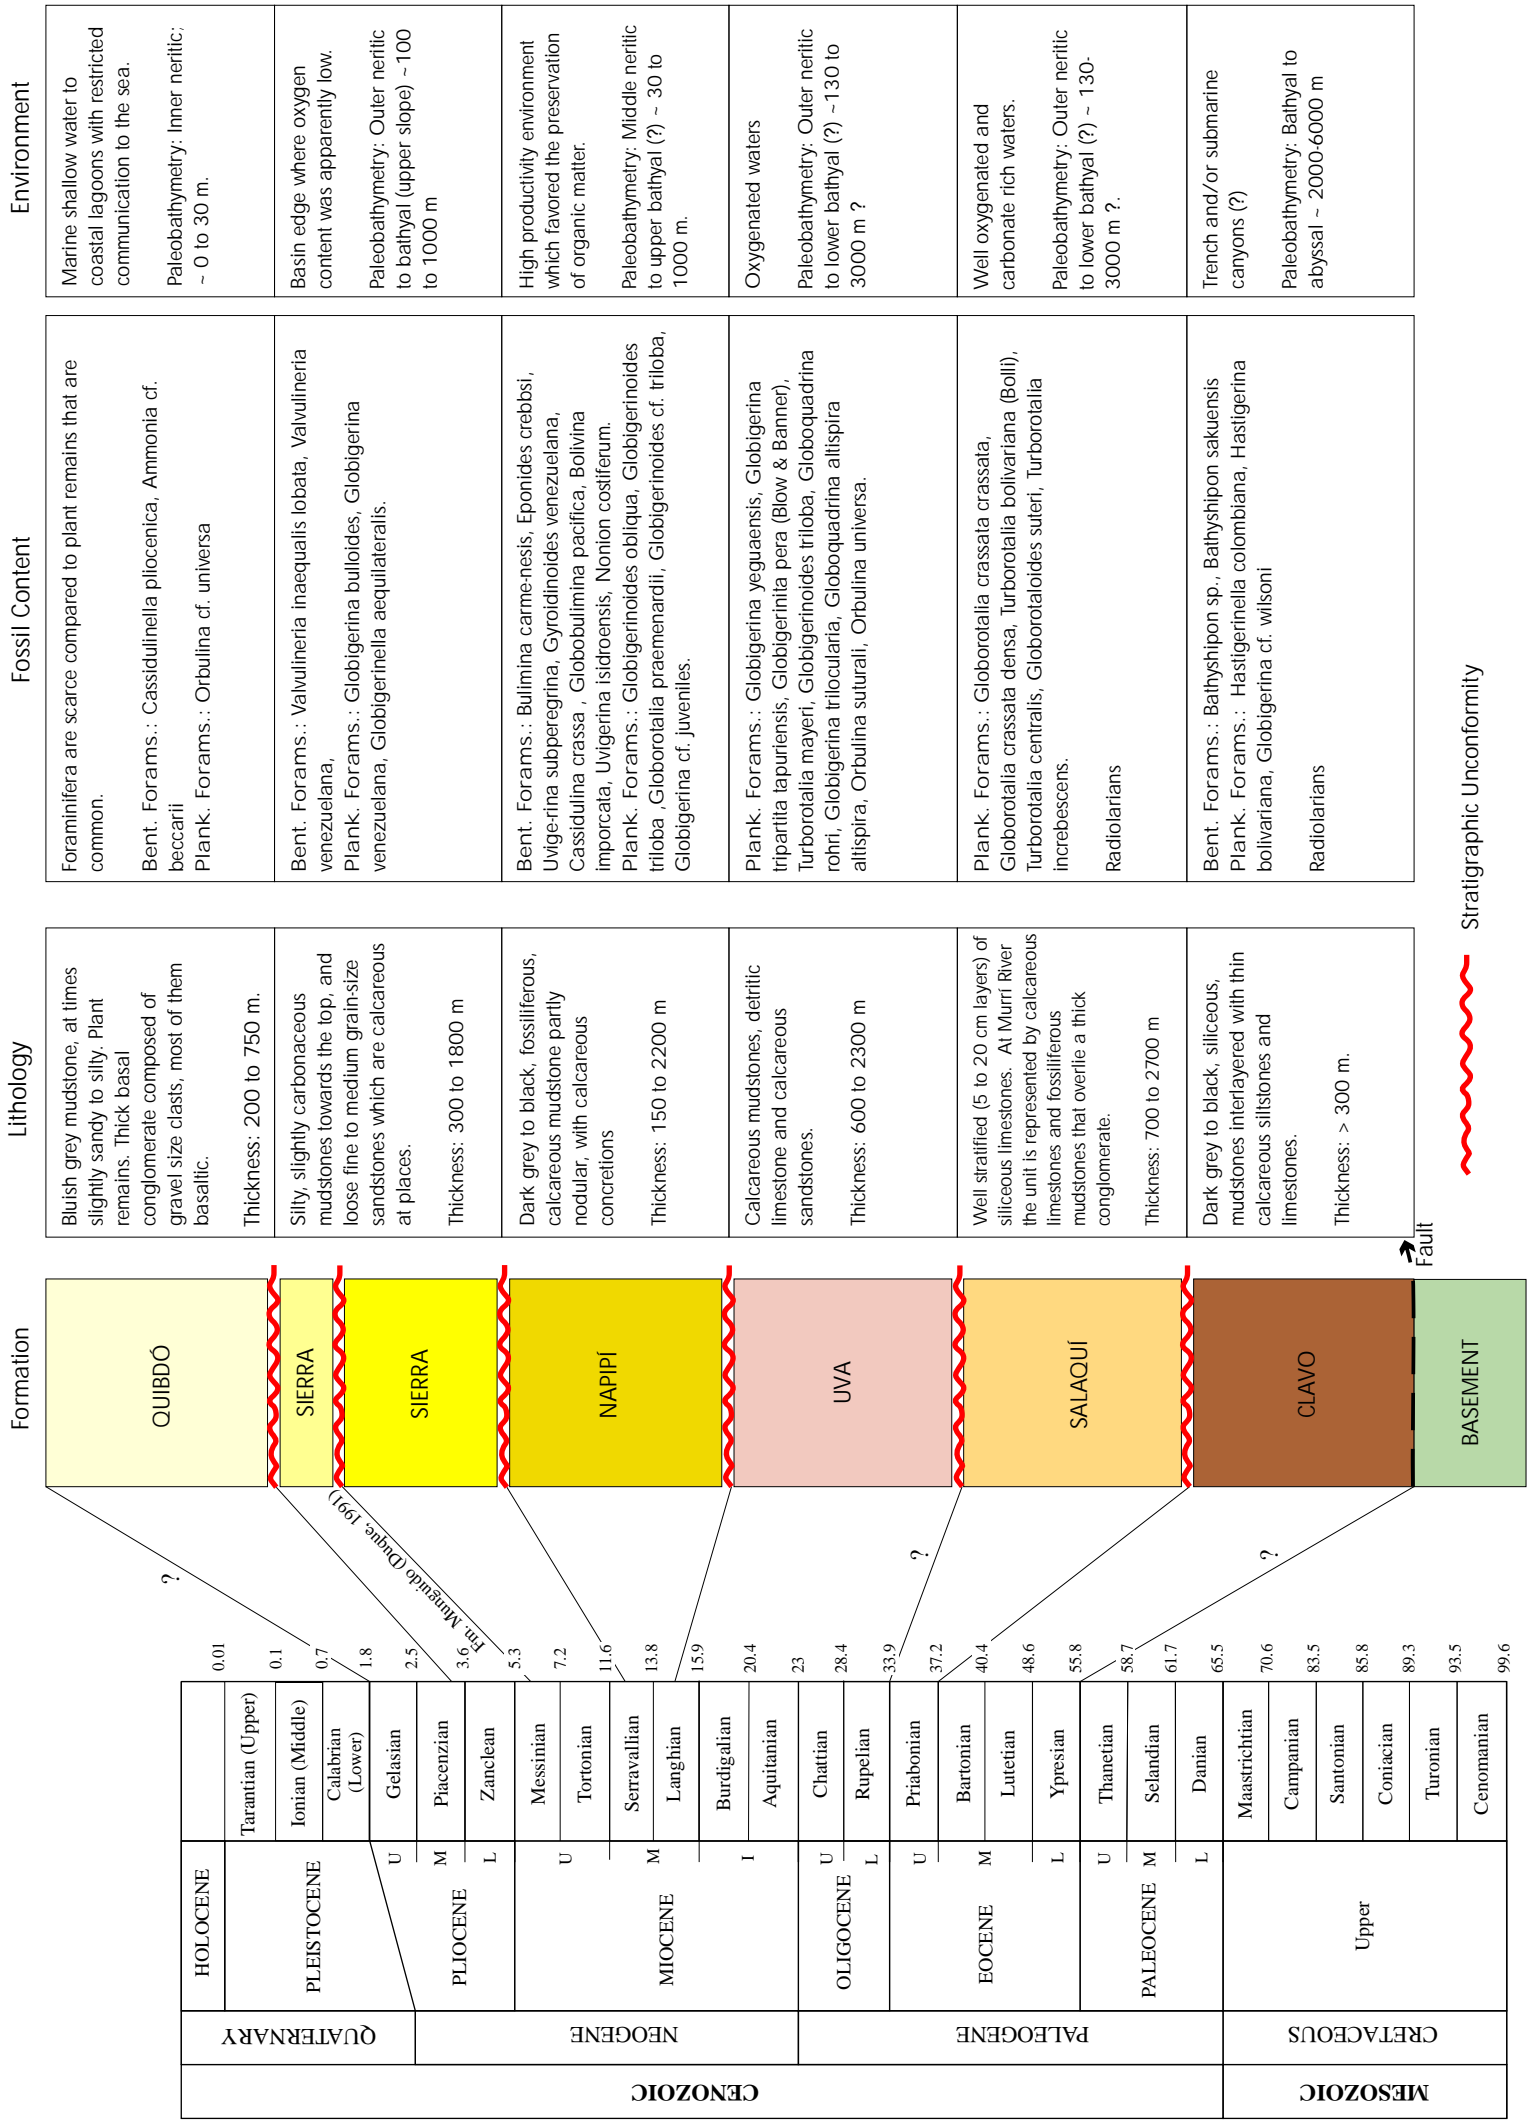 Formation
Lithology
Fossil Content
Environment
CENOZOIC
MESOZOIC
QUATERNARY
NEOGENE
PALEOGENE
CRETACEOUS
HOLOCENE
PLEISTOCENE
PLIOCENE
MIOCENE
OLIGOCENE
EOCENE
PALEOCENE
Upper
U
M
L
U
M
I
U
L
U
M
L
U
M
L
Tarantian (Upper)
Ionian (Middle)
Calabrian
(Lower)
Gelasian
Piacenzian
Zanclean
Messinian
Tortonian
Serravallian
Langhian
Burdigalian
Aquitanian
Chattian
Rupelian
Priabonian
Bartonian
Lutetian
Ypresian
Thanetian
Selandian
Danian
Maastrichtian
Campanian
Santonian
Coniacian
Turonian
Cenomanian
0.01
0.1
0.7
1.8
2.5
3.6
5.3
7.2
11.6
13.8
15.9
20.4
23
28.4
33.9
37.2
40.4
48.6
55.8
58.7
61.7
65.5
70.6
83.5
85.8
89.3
93.5
99.6
?
Fm. Munguido (Duque, 1991)
?
?
QUIBDÓ
SIERRA
SIERRA
NAPIPÍ
UVA
SALAQUÍ
CLAVO
BASEMENT
Fault
Bluish grey mudstone, at times
slightly sandy to silty. Plant
remains. Thick basal
conglomerate composed of
gravel size clasts, most of them
basaltic.
Thickness: 200 to 750 m.
Foraminifera are scarce compared to plant remains that are
common.
Bent. Forams.: Cassidulinella pliocenica, Ammonia cf.
beccarii
Plank. Forams.: Orbulina cf. universa
Marine shallow water to
coastal lagoons with restricted
communication to the sea.
Paleobathymetry: Inner neritic;
~ 0 to 30 m.
Silty, slightly carbonaceous
mudstones towards the top, and
loose fine to medium grain-size
sandstones which are calcareous
at places.
Thickness: 300 to 1800 m
Bent. Forams.: Valvulineria inaequalis lobata, Valvulineria
venezuelana,
Plank. Forams.: Globigerina bulloides, Globigerina
venezuelana, Globigerinella aequilateralis.
Basin edge where oxygen
content was apparently low.
Paleobathymetry: Outer neritic
to bathyal (upper slope) ~100
to 1000 m
Dark grey to black, fossiliferous,
calcareous mudstone partly
nodular, with calcareous
concretions
Thickness: 150 to 2200 m
Bent. Forams.: Bulimina carme-nesis, Eponides crebbsi,
Uvige-rina subperegrina, Gyroidinoides venezuelana,
Cassidulina crassa , Globobulimina pacifica, Bolivina
imporcata, Uvigerina isidroensis, Nonion costiferum.
Plank. Forams.: Globigerinoides obliqua, Globigerinoides
triloba ,Globorotalia praemenardii, Globigerinoides cf. triloba,
Globigerina cf. juveniles.
High productivity environment
which favored the preservation
of organic matter.
Paleobathymetry: Middle neritic
to upper bathyal (?) ~ 30 to
1000 m.
Calcareous mudstones, detritic
limestone and calcareous
sandstones.
Thickness: 600 to 2300 m
Plank. Forams.: Globigerina yeguaensis, Globigerina
tripartita tapuriensis, Globigerinita pera (Blow & Banner),
Turborotalia mayeri, Globigerinoides triloba, Globoquadrina
rohri, Globigerina trilocularia, Globoquadrina altispira
altispira, Orbulina suturali, Orbulina universa.
Oxygenated waters
Paleobathymetry: Outer neritic
to lower bathyal (?) ~130 to
3000 m ?
Well stratified (5 to 20 cm layers) of
siliceous limestones.  At Murrí River
the unit is represented by calcareous
limestones and fossiliferous
mudstones that overlie a thick
conglomerate.
Thickness: 700 to 2700 m
Plank. Forams.: Globorotalia crassata crassata,
Globorotalia crassata densa, Turborotalia bolivariana (Bolli),
Turborotalia centralis, Globorotaloides suteri, Turborotalia
increbescens.
Radiolarians
Well oxygenated and
carbonate rich waters.
Paleobathymetry: Outer neritic
to lower bathyal (?) ~ 130-
3000 m ?.
Dark grey to black, siliceous,
mudstones interlayered with thin
calcareous siltstones and
limestones.
Thickness: > 300 m.
Bent. Forams.: Bathyshipon sp., Bathyshipon sakuensis
Plank. Forams.: Hastigerinella colombiana, Hastigerina
bolivariana, Globigerina cf. wilsoni
Radiolarians
Trench and/or submarine
canyons (?)
Paleobathymetry: Bathyal to
abyssal ~ 2000-6000 m
Stratigraphic Unconformity